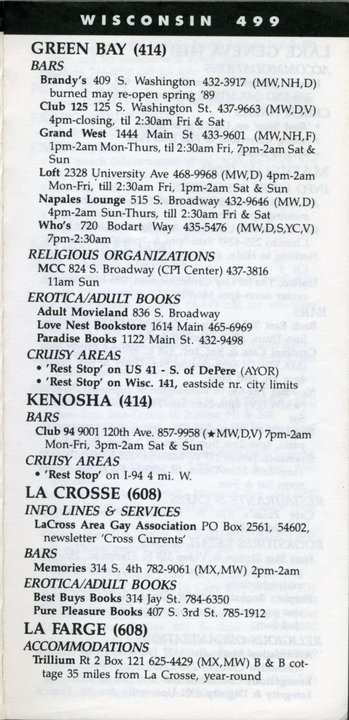 WISCONSIN 499
GREEN BAY (414)
BARS
Brandy's 409 S. Washington 432-3917 (MW,NH,D)
burned may re-open spring '89
Club 125 125 S. Washington St. 437-9663 (MW,D,V)
4pm-closing, til 2:30am Fri & Sat
Grand West 1444 Main St 433-9601 (MW,NH,F)
1pm-2am Mon-Thurs, til 2:30am Fri, 7pm-2am Sat &
Sun
Loft 2328 University Ave 468-9968 (MW,D) 4pm-2am
Mon-Fri, till 2:30am Fri, 1pm-2am Sat & Sun
Napales Lounge 515 S. Broadway 432-9646 (MW,D)
4pm-2am Sun-Thurs, till 2:30am Fri & Sat
Who's 720 Bodart Way 435-5476 (MW,D,S,YC,V)
7pm-2:30am
RELIGIOUS ORGANIZATIONS
MCC 824 S. Broadway (CPI Center) 437-3816
11am Sun
EROTICA/ADULT BOOKS
Adult Movieland 836 S. Broadway
Love Nest Bookstore 1614 Main 465-6969
Paradise Books 1122 Main St. 432-9498
CRUISY AREAS
• 'Rest Stop' on US 41 - S. of DePere (AYOR)
• 'Rest Stop' on Wisc. 141, eastside nr. city limits
KENOSHA (414)
BARS
Club 94 9001 120th Ave. 857-9958 (★MW,D,V) 7pm-2am
Mon-Fri, 3pm-2am Sat & Sun
CRUISY AREAS
• 'Rest Stop' on I-94 4 mi. W.
LA CROSSE (608)
INFO LINES & SERVICES
LaCross Area Gay Association PO Box 2561, 54602,
newsletter 'Cross Currents'
BARS
Memories 314 S. 4th 782-9061 (MX,MW) 2pm-2am
EROTICA/ADULT BOOKS
Best Buys Books 314 Jay St. 784-6350
Pure Pleasure Books 407 S. 3rd St. 785-1912
LA FARGE (608)
ACCOMMODATIONS
Trillium Rt 2 Box 121 625-4429 (MX,MW) B & B cot-
tage 35 miles from La Crosse, year-round